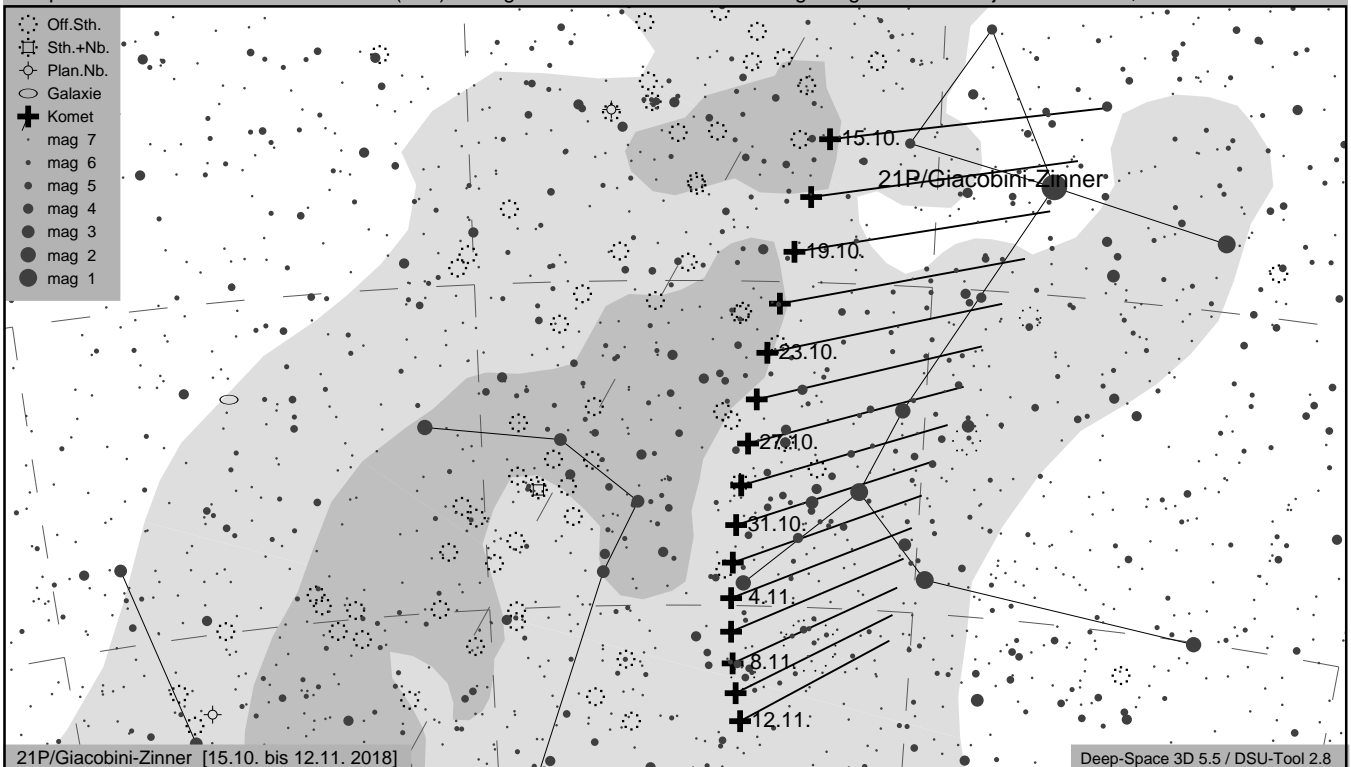 Off.Sth.
Sth.+Nb.
Plan.Nb.
Galaxie
Komet
mag 7
mag 6
mag 5
mag 4
mag 3
mag 2
mag 1
15.10.
21P/Giacobini-Zinner
19.10.
23.10.
27.10.
31.10.
4.11.
8.11.
12.11.
21P/Giacobini-Zinner [15.10. bis 12.11. 2018]
Deep-Space 3D 5.5 / DSU-Tool 2.8